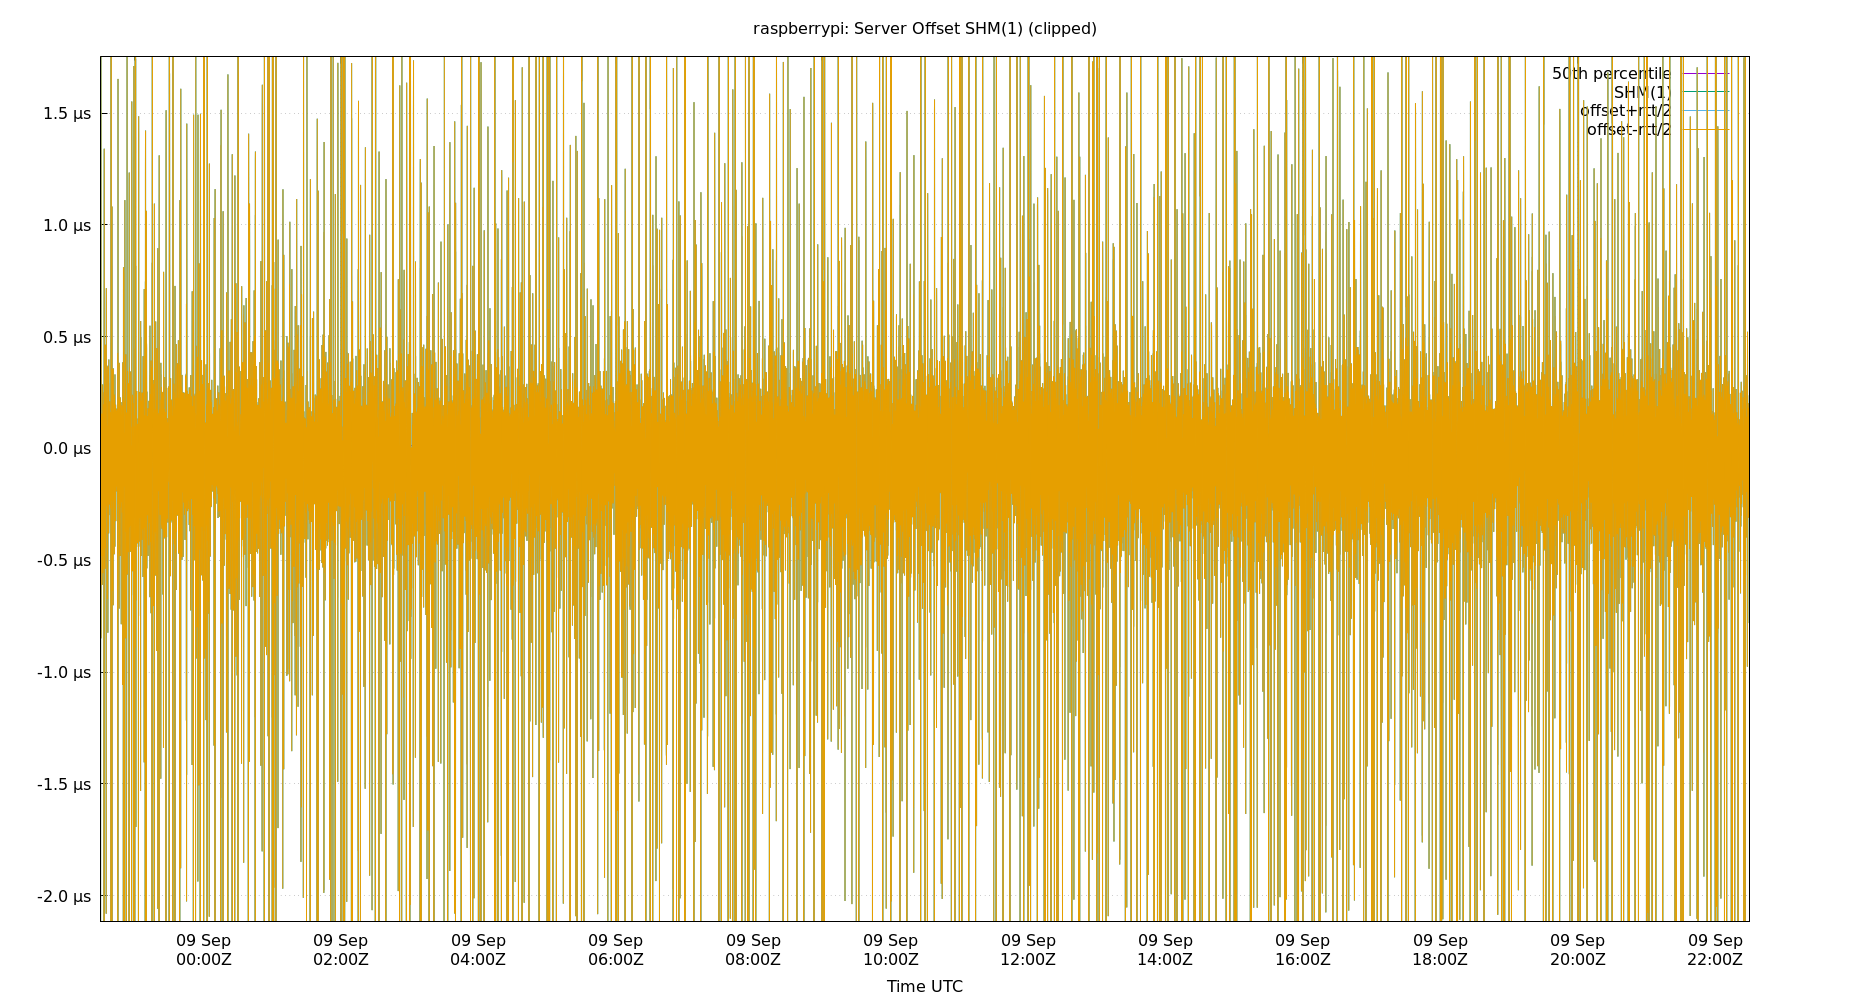 raspberrypi: Server Offset SHM(1) (clipped)
50th percentile
SHM(1)
offset+rtt/2
offset-rtt/2
1.5 µs
1.0 µs
0.5 µs
0.0 µs
-0.5 µs
-1.0 µs
-1.5 µs
-2.0 µs
09 Sep 09 Sep 09 Sep 09 Sep 09 Sep 09 Sep 09 Sep 09 Sep 09 Sep 09 Sep 09 Sep 09 Sep
00:00Z 02:00Z 04:00Z 06:00Z 08:00Z 10:00Z 12:00Z 14:00Z 16:00Z 18:00Z 20:00Z 22:00Z
Time UTC